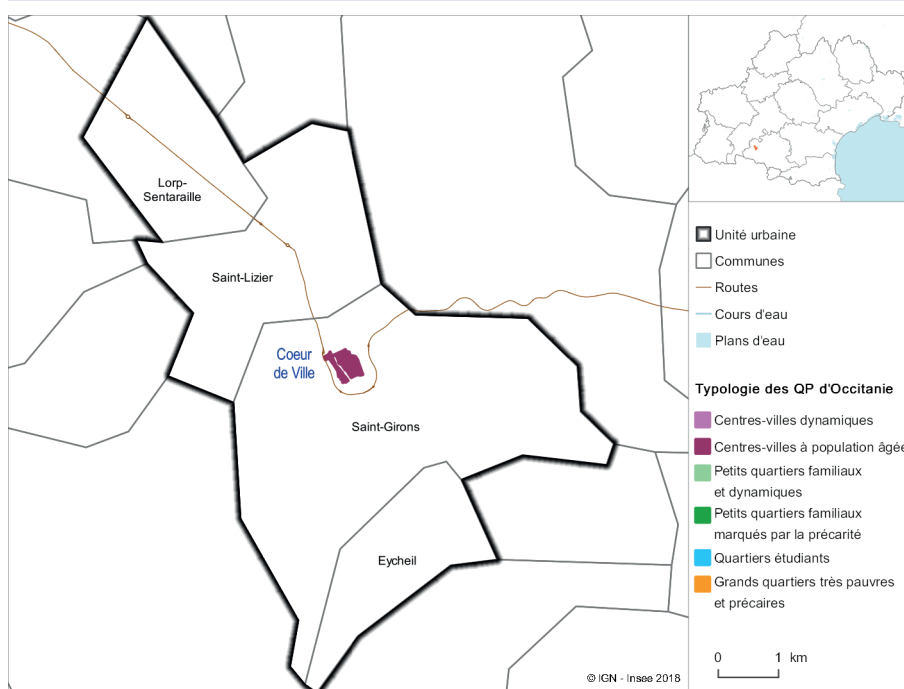 Lorp-
Sentaraille
Saint-Lizier
Coeur
de Ville
Saint-Girons
Eycheil
© IGN - Insee 2018
Unité urbaine
Communes
Routes
Cours d'eau
Plans d'eau
Typologie des QP d'Occitanie
Centres-villes dynamiques
Centres-villes à population âgée
Petits quartiers familiaux
et dynamiques
Petits quartiers familiaux
marqués par la précarité
Quartiers étudiants
Grands quartiers très pauvres
et précaires
0 1 km